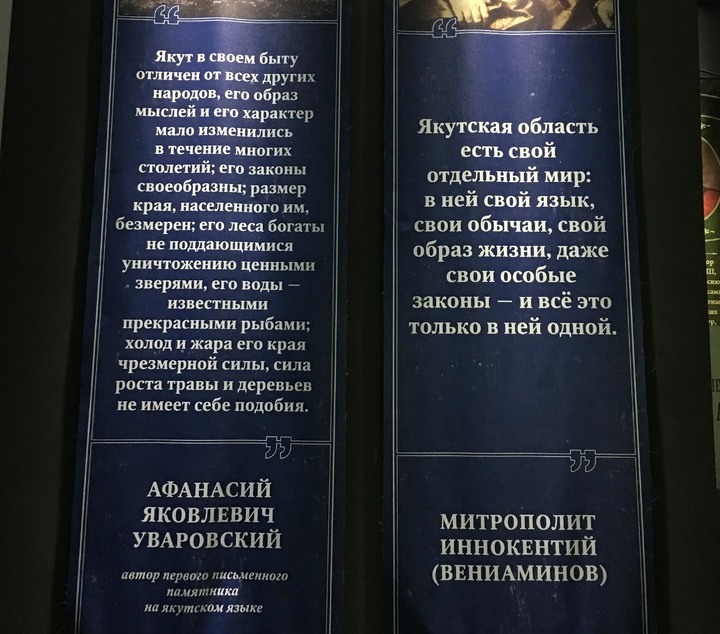 “
Якут в своем быту
отличен от всех других
народов, его образ
мыслей и его характер
мало изменились
в течение многих
столетий; его законы
своеобразны; размер
края, населенного им,
безмерен; его леса богаты
не поддающимися
уничтожению ценными
зверями, его воды —
известными
прекрасными рыбами;
холод и жара его края
чрезмерной силы, сила
роста травы и деревьев
не имеет себе подобия.
”
АФАНАСИЙ
ЯКОВЛЕВИЧ
УВАРОВСКИЙ
автор первого письменного
памятника
на якутском языке
“
Якутская область
есть свой
отдельный мир:
в ней свой язык,
свои обычаи, свой
образ жизни, даже
свои особые
законы — и всё это
только в ней одной.
”
МИТРОПОЛИТ
ИННОКЕНТИЙ
(ВЕНИАМИНОВ)